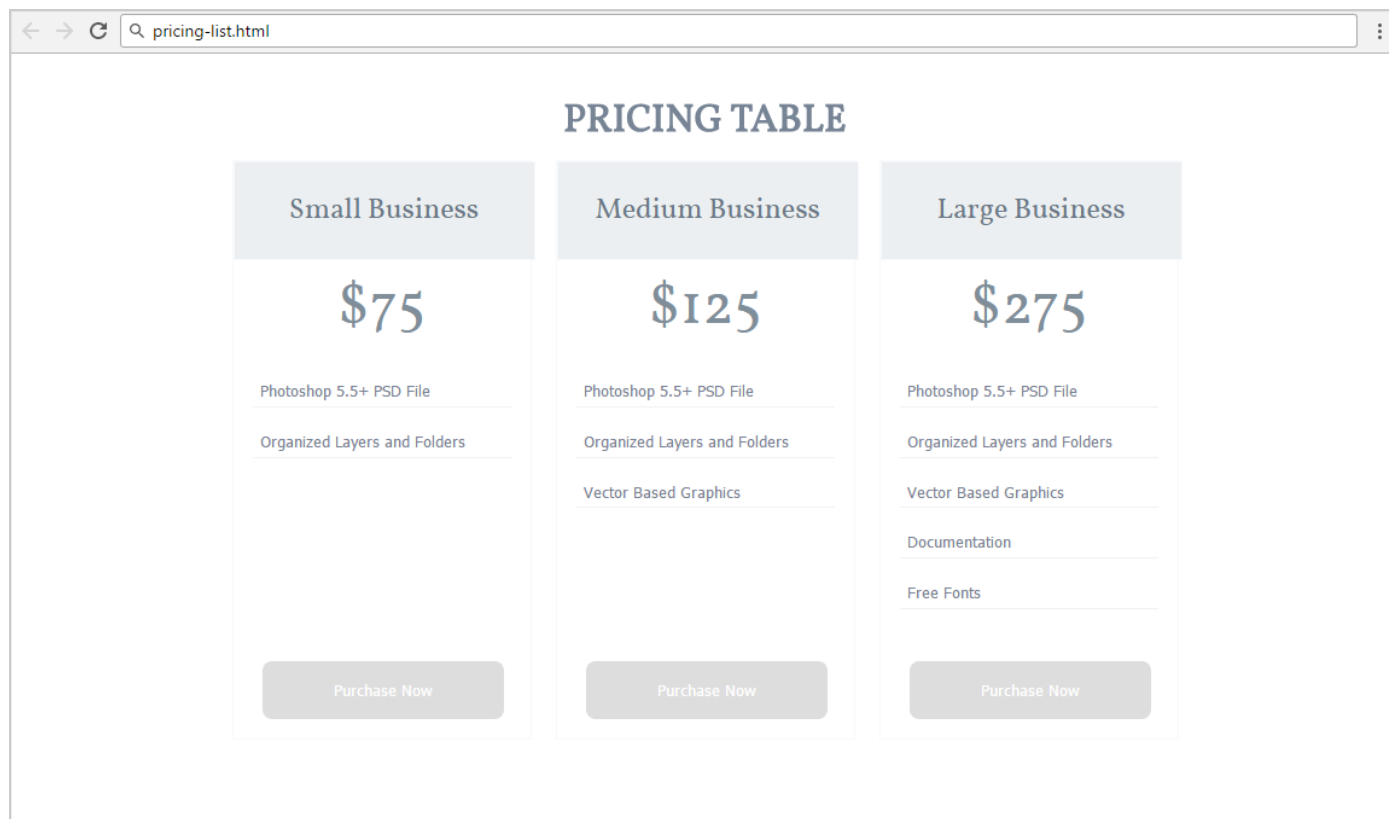 pricing-list.html
PRICING TABLE
Small Business
$75
Photoshop 5.5+ PSD File
Organized Layers and Folders
Purchase Now
Medium Business
$125
Photoshop 5.5+ PSD File
Organized Layers and Folders
Vector Based Graphics
Purchase Now
Large Business
$275
Photoshop 5.5+ PSD File
Organized Layers and Folders
Vector Based Graphics
Documentation
Free Fonts
Purchase Now